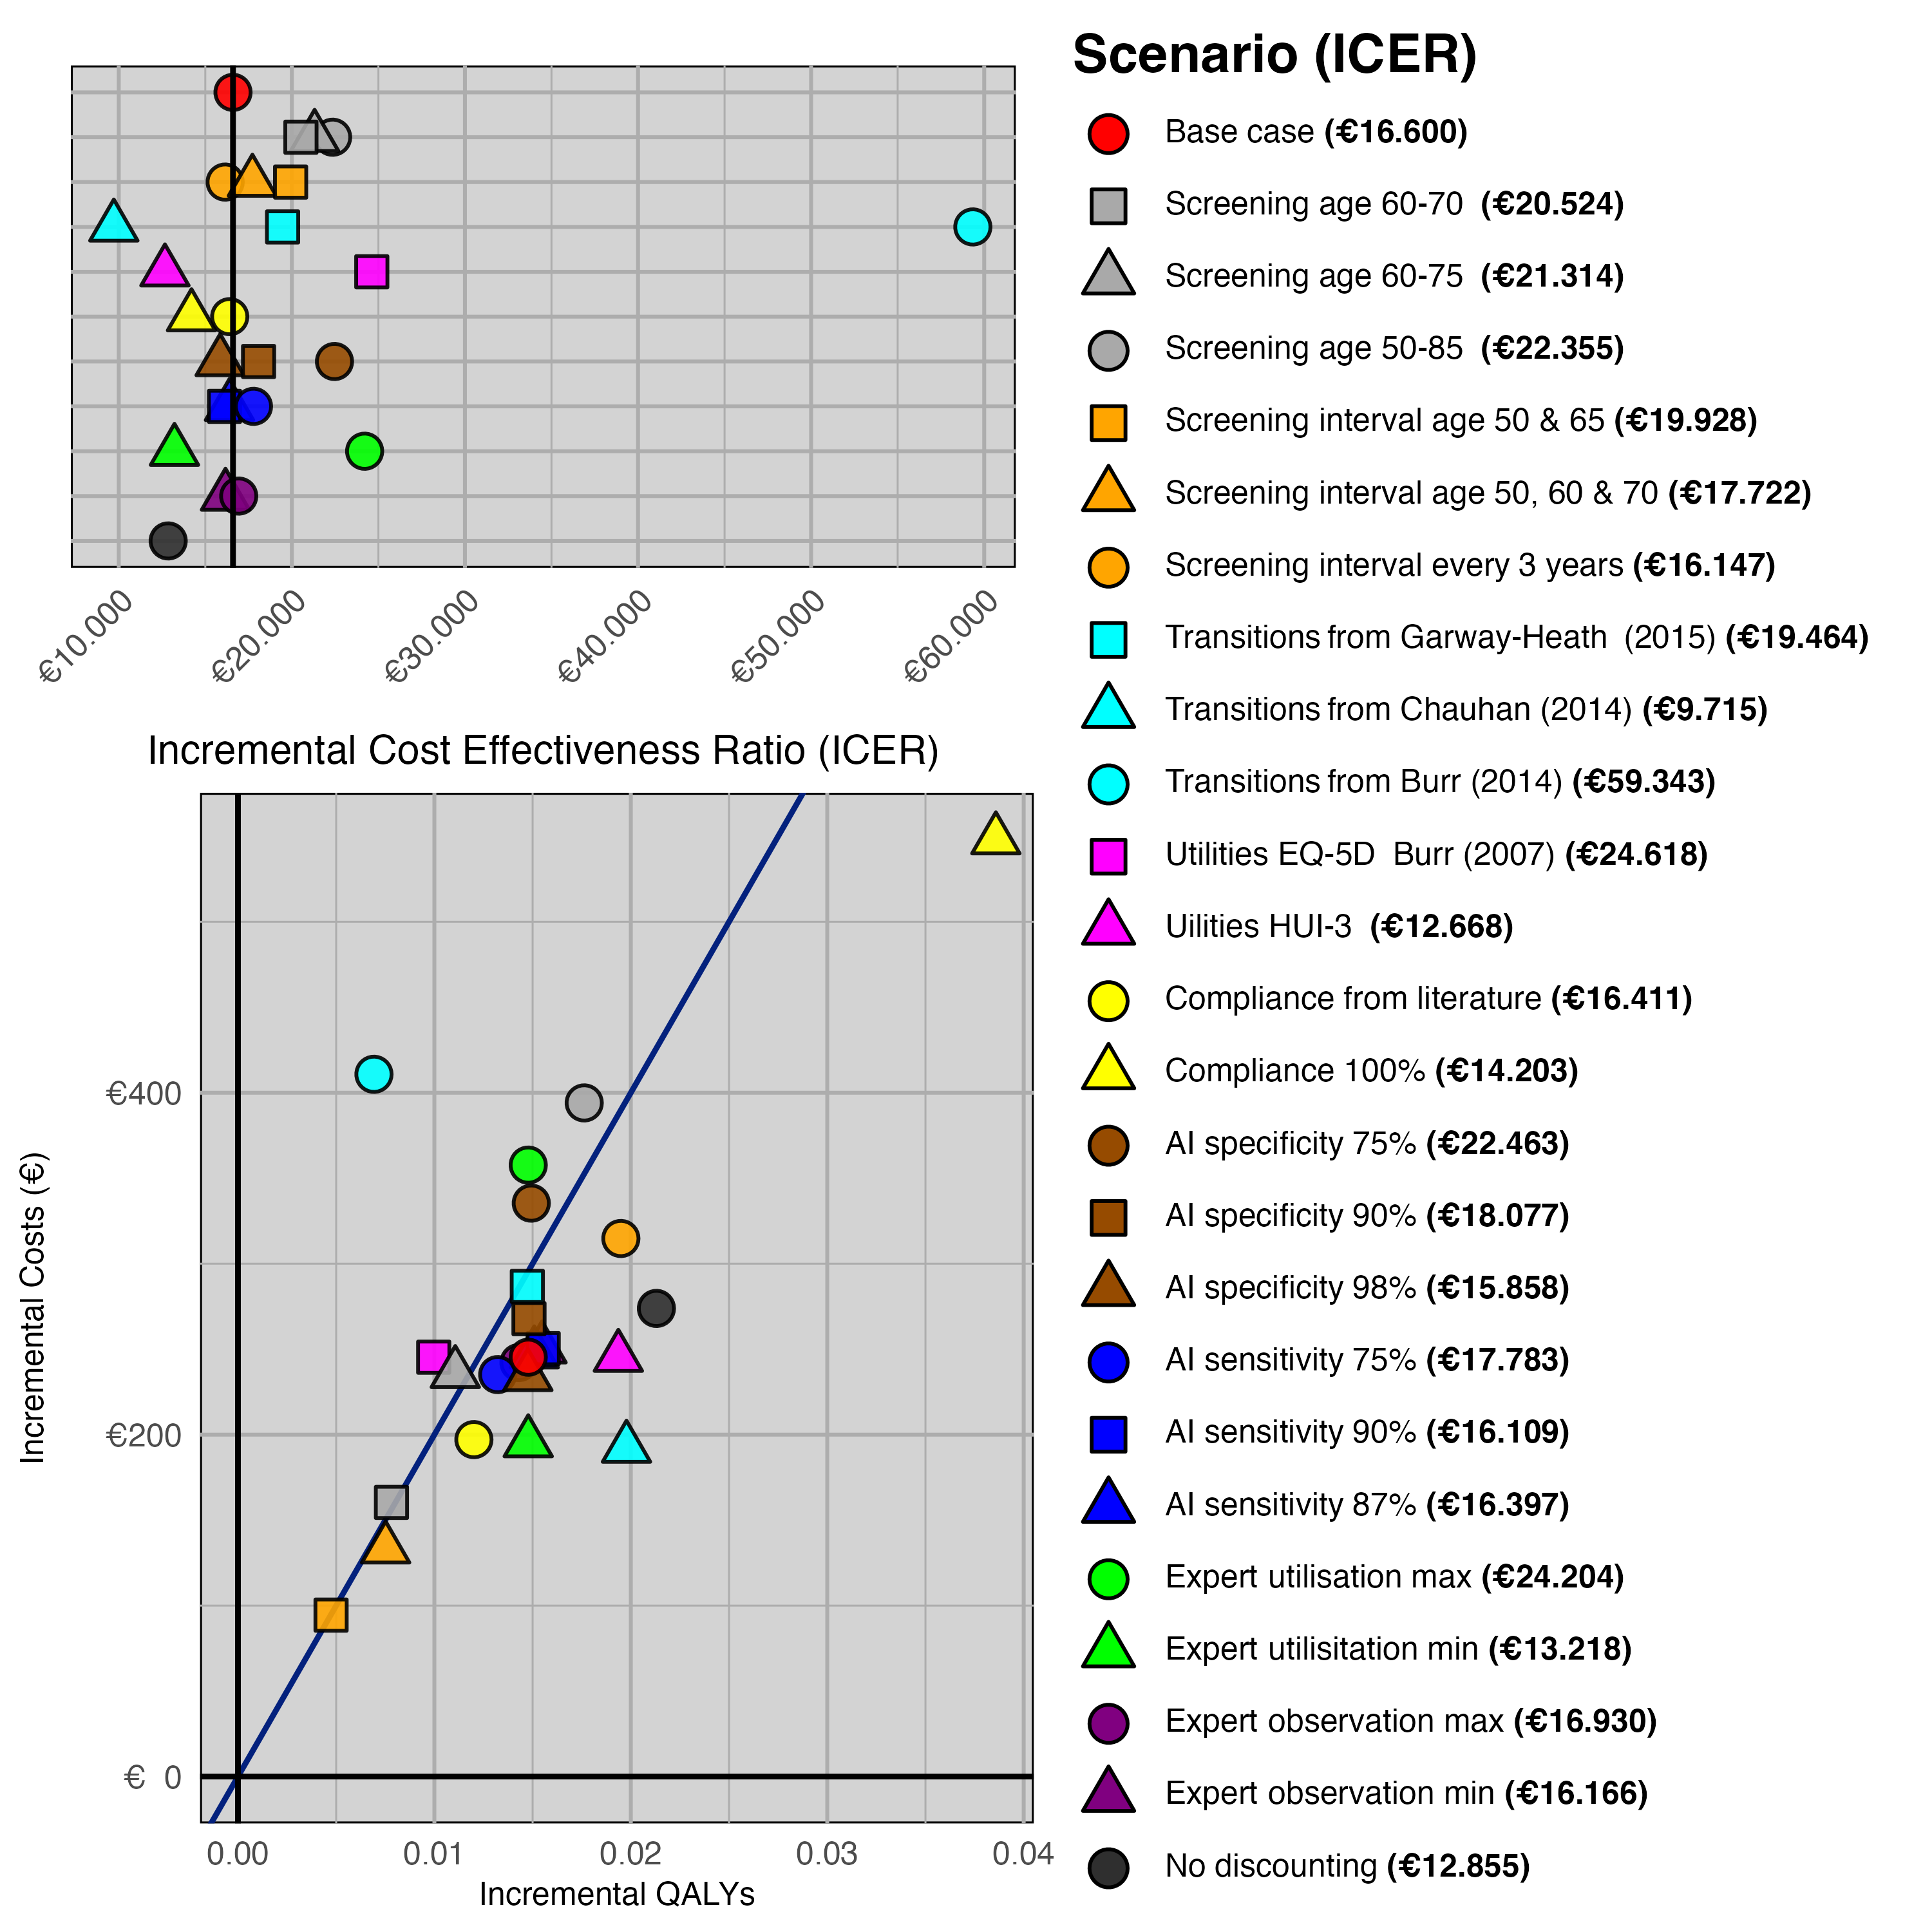 Scenario (ICER)
Base case (€16.600)
Screening age 60-70 (€20.524)
Screening age 60-75 (€21.314)
Screening age 50-85 (€22.355)
Screening interval age 50 & 65 (€19.928)
Screening interval age 50, 60 & 70 (€17.722)
Screening interval every 3 years (€16.147)
Transitions from Garway-Heath (2015) (€19.464)
Transitions from Chauhan (2014) (€9.715)
Transitions from Burr (2014) (€59.343)
Utilities EQ-5D Burr (2007) (€24.618)
Uilities HUI-3 (€12.668)
Compliance from literature (€16.411)
Compliance 100% (€14.203)
AI specificity 75% (€22.463)
AI specificity 90% (€18.077)
AI specificity 98% (€15.858)
AI sensitivity 75% (€17.783)
AI sensitivity 90% (€16.109)
AI sensitivity 87% (€16.397)
Expert utilisation max (€24.204)
Expert utilisitation min (€13.218)
Expert observation max (€16.930)
Expert observation min (€16.166)
No discounting (€12.855)
€10.000
€20.000
€30.000
€40.000
€50.000
€60.000
Incremental Cost Effectiveness Ratio (ICER)
Incremental Costs (€)
€400
€200
€ 0
0.00
0.01
0.02
0.03
0.04
Incremental QALYs